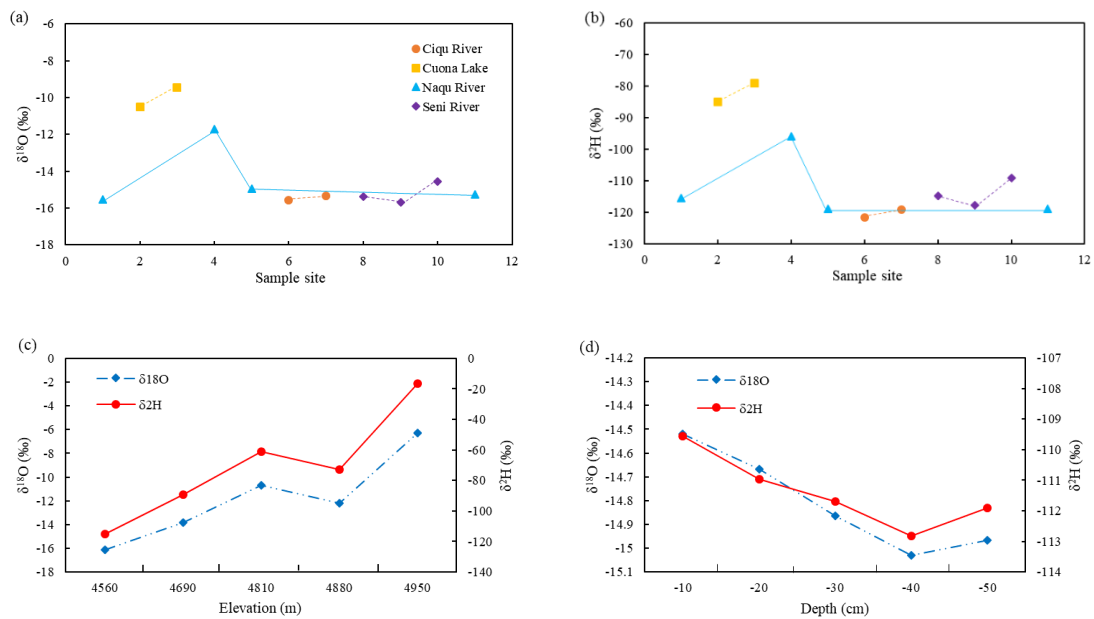 (a)
-6
-8
-10
-12
-14
-16
-18
δ¹⁸O (‰)
0 2 4 6 8 10 12
Sample site
Ciqu River
Cuona Lake
Naqu River
Seni River
(b)
-60
-70
-80
-90
-100
-110
-120
-130
δ²H (‰)
0 2 4 6 8 10 12
Sample site
(c)
0
-2
-4
-6
-8
-10
-12
-14
-16
-18
δ¹⁸O (‰)
δ18O
δ2H
0
-20
-40
-60
-80
-100
-120
-140
δ²H (‰)
4560 4690 4810 4880 4950
Elevation (m)
(d)
-14.2
-14.3
-14.4
-14.5
-14.6
-14.7
-14.8
-14.9
-15
-15.1
δ¹⁸O (‰)
δ18O
δ2H
-107
-108
-109
-110
-111
-112
-113
-114
δ²H (‰)
-10 -20 -30 -40 -50
Depth (cm)